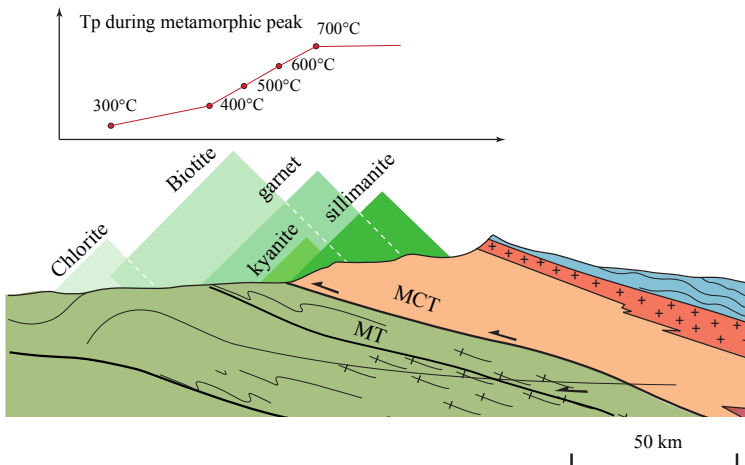 Tp during metamorphic peak
700°C
600°C
500°C
300°C
400°C
Biotite
garnet
sillimanite
Chlorite
kyanite
MCT
MT
50 km